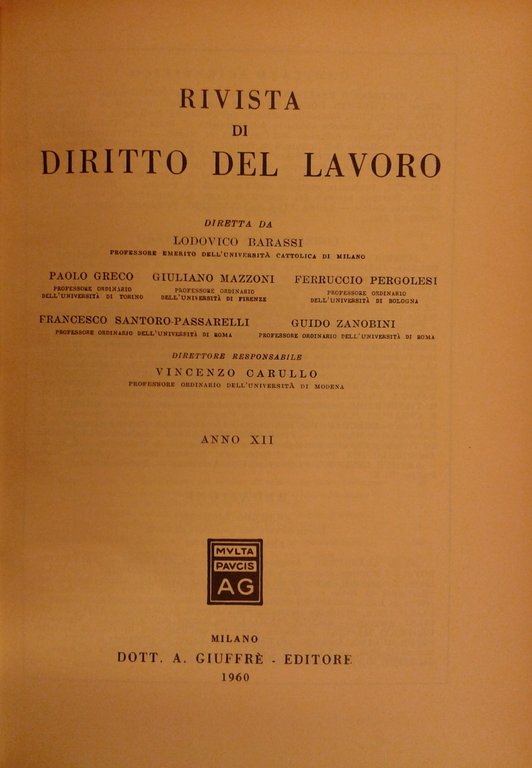 RIVISTA
DI
DIRITTO DEL LAVORO
DIRETTA DA
LODOVICO BARASSI
PROFESSORE EMERITO DELL'UNIVERSITÀ CATTOLICA DI MILANO
PAOLO GRECO GIULIANO MAZZONI FERRUCCIO PERGOLESI
PROFESSORE ORDINARIO PROFESSORE ORDINARIO PROFESSORE ORDINARIO
DELL'UNIVERSITÀ DI TORINO DELL'UNIVERSITÀ DI FIRENZE DELL'UNIVERSITÀ DI BOLOGNA
FRANCESCO SANTORO-PASSARELLI GUIDO ZANOBINI
PROFESSORE ORDINARIO DELL'UNIVERSITÀ DI ROMA PROFESSORE ORDINARIO DELL'UNIVERSITÀ DI ROMA
DIRETTORE RESPONSABILE
VINCENZO CARULLO
PROFESSORE ORDINARIO DELL'UNIVERSITÀ DI MODENA
ANNO XII
MVLTA
PAVCIS
AG
MILANO
DOTT. A. GIUFFRÈ - EDITORE
1960